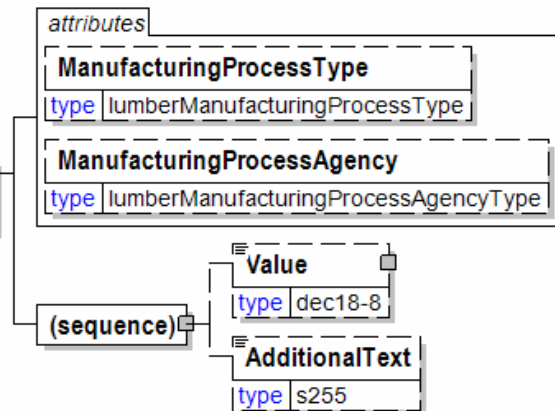 attributes
ManufacturingProcessType
type lumberManufacturingProcessType
ManufacturingProcessAgency
type lumberManufacturingProcessAgencyType
(sequence)
Value
type dec18-8
AdditionalText
type s255